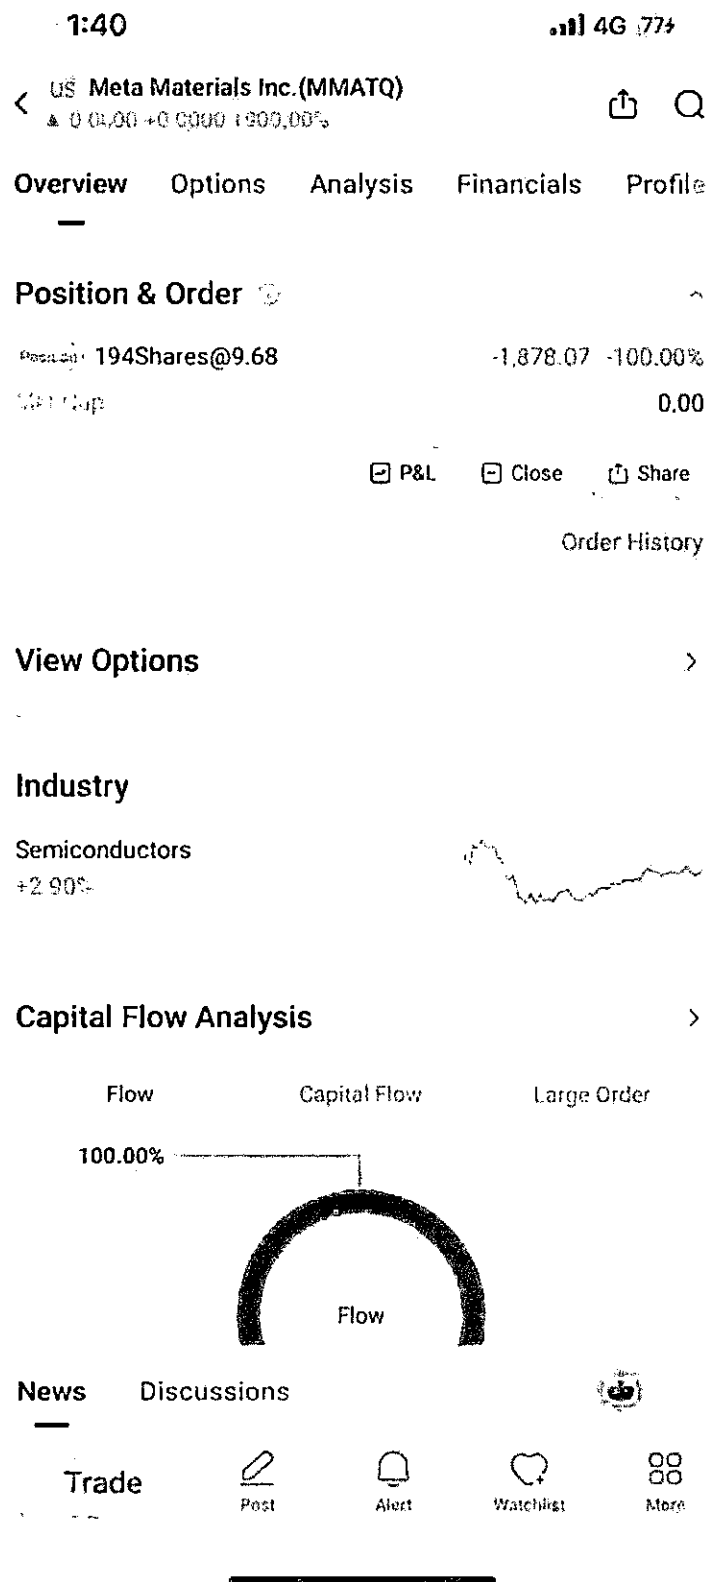 1:40 4G 77
US Meta Materials Inc.(MMATQ)
Overview Options Analysis Financials Profile
Position & Order
194Shares@9.68 -1,878.07 -100.00%
0.00
P&L Close Share
Order History
View Options
Industry
Semiconductors
+2.90%
Capital Flow Analysis
Flow Capital Flow Large Order
100.00%
Flow
News Discussions
Trade
Post Alert Watchlist More